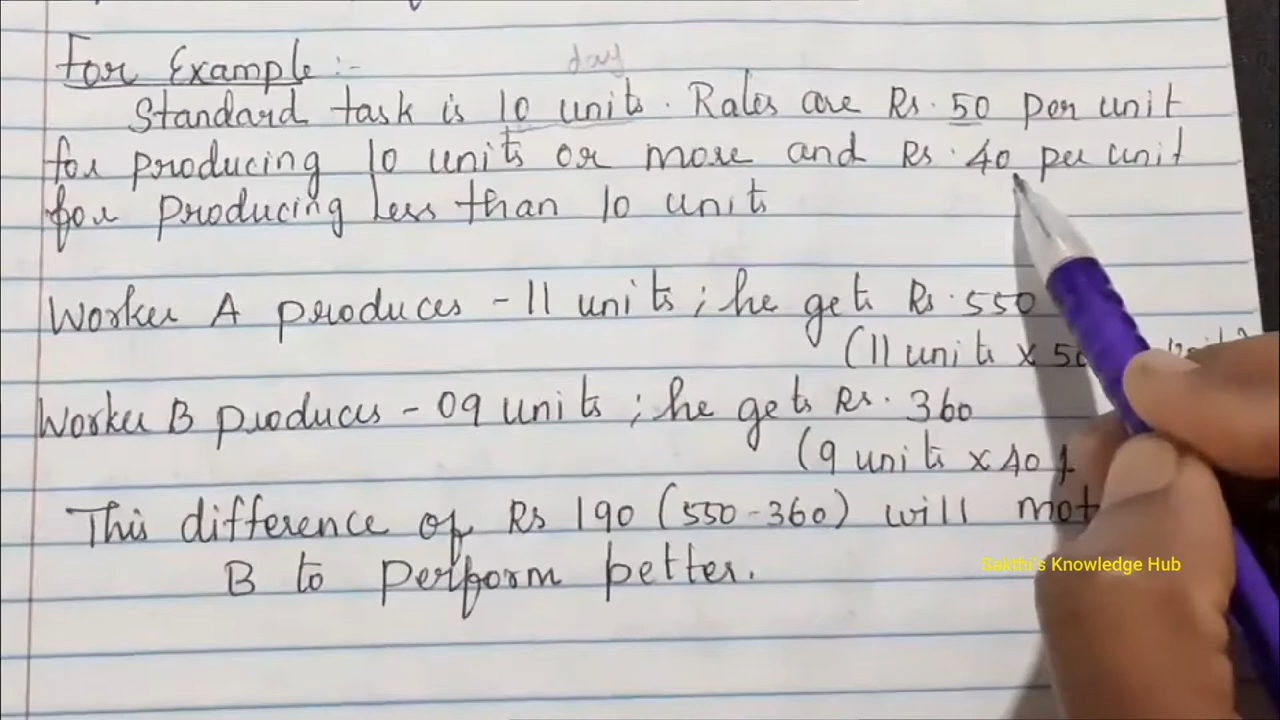 For Example :-
day
Standard task is 10 units. Rates are Rs. 50 per unit
for producing 10 units or more and Rs. 40 per unit
for producing less than 10 units
Worker A produces - 11 units ; he gets Rs. 550
(11 units x 50
Worker B produces - 09 units ; he gets Rs. 360
(9 units x 40
This difference of Rs 190 (550-360) will mot
B to perform better.
Sakthi's Knowledge Hub